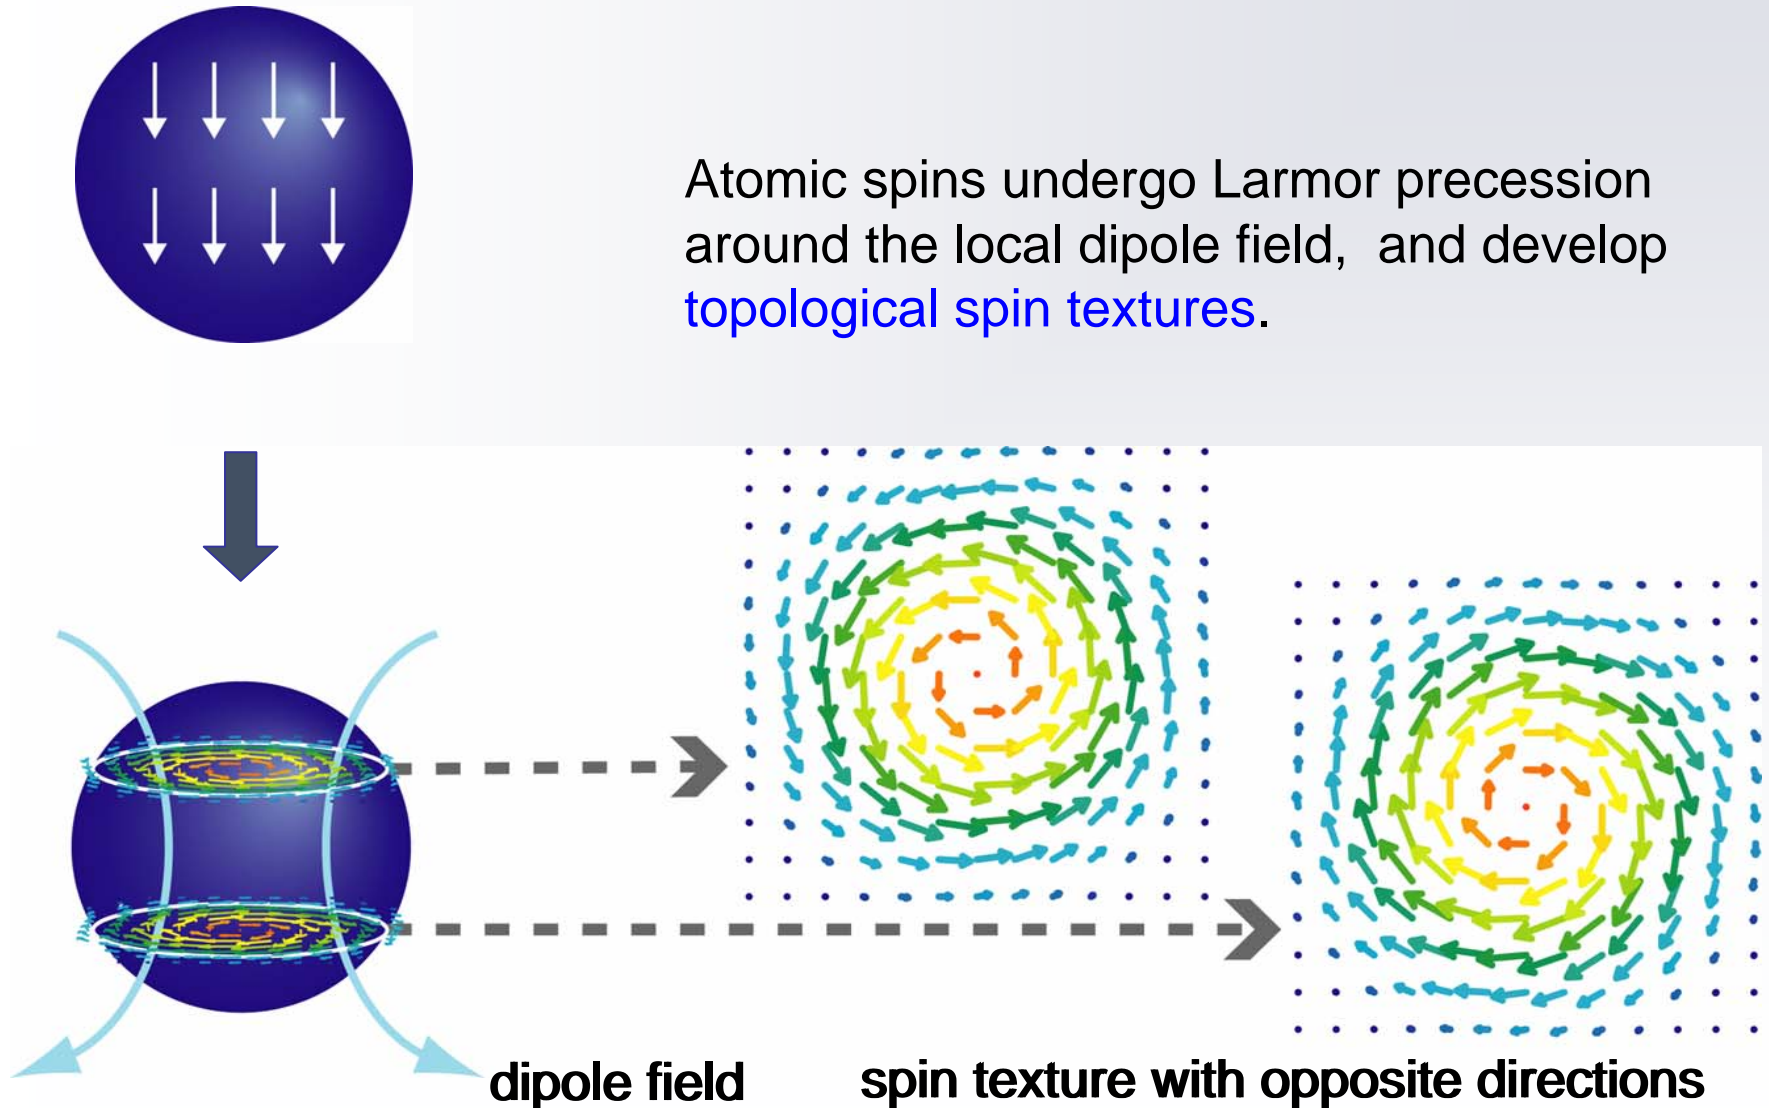 Atomic spins undergo Larmor precession
around the local dipole field, and develop
topological spin textures.
dipole field
spin texture with opposite directions